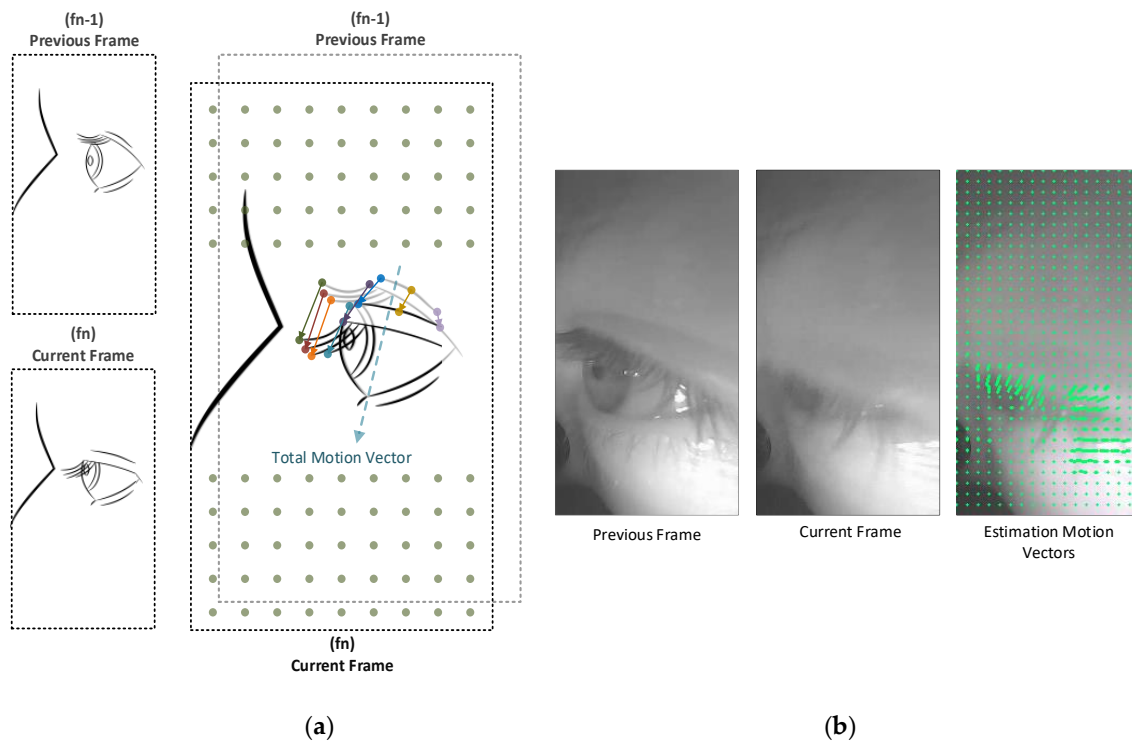 (fn-1)
Previous Frame
(fn)
Current Frame
(fn-1)
Previous Frame
Total Motion Vector
(fn)
Current Frame
Previous Frame
Current Frame
Estimation Motion
Vectors
(a)
(b)